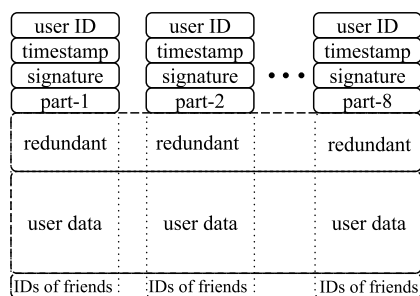 user ID user ID user ID
timestamp timestamp timestamp
signature signature ••• signature
part-1 part-2 part-8
redundant redundant redundant
user data user data user data
IDs of friends IDs of friends IDs of friends